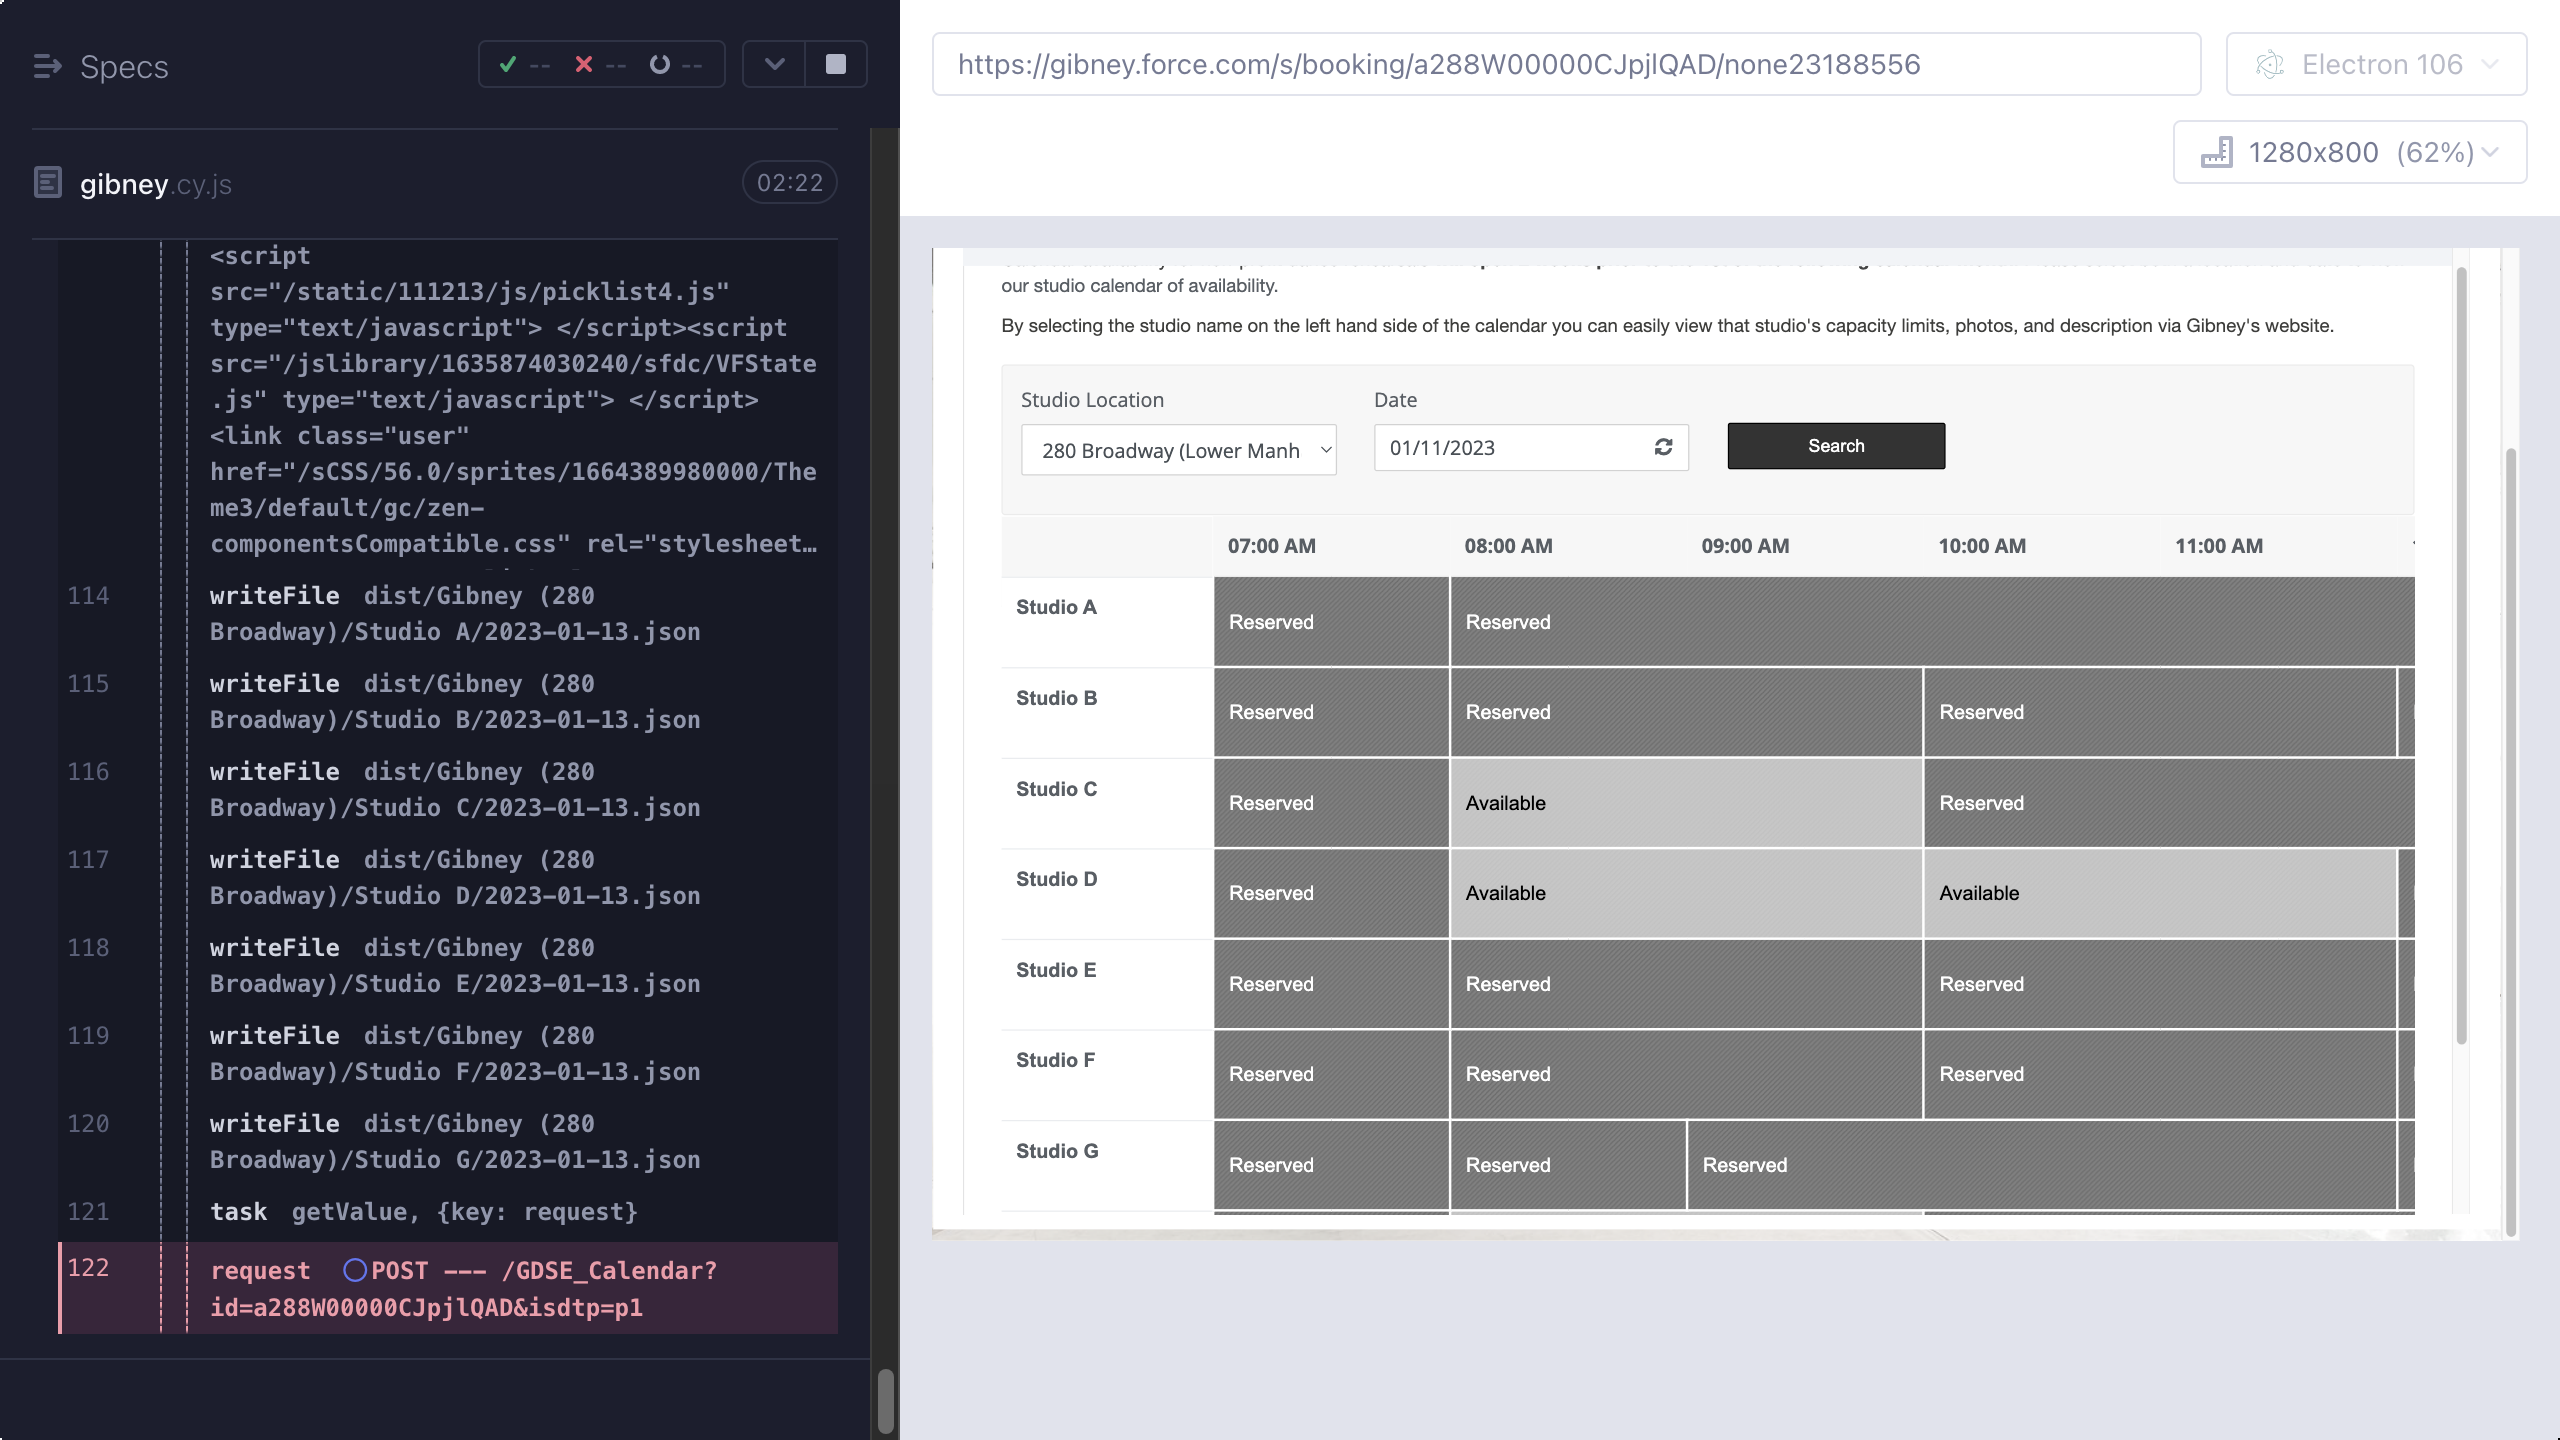 Specs
--
--
--
gibney.cy.js
02:22
<script
src="/static/111213/js/picklist4.js"
type="text/javascript"> </script><script
src="/jslibrary/1635874030240/sfdc/VFState
.js" type="text/javascript"> </script>
<link class="user"
href="/sCSS/56.0/sprites/1664389980000/The
me3/default/gc/zen-
componentsCompatible.css" rel="stylesheet…
114 writeFile dist/Gibney (280
Broadway)/Studio A/2023-01-13.json
115 writeFile dist/Gibney (280
Broadway)/Studio B/2023-01-13.json
116 writeFile dist/Gibney (280
Broadway)/Studio C/2023-01-13.json
117 writeFile dist/Gibney (280
Broadway)/Studio D/2023-01-13.json
118 writeFile dist/Gibney (280
Broadway)/Studio E/2023-01-13.json
119 writeFile dist/Gibney (280
Broadway)/Studio F/2023-01-13.json
120 writeFile dist/Gibney (280
Broadway)/Studio G/2023-01-13.json
121 task getValue, {key: request}
122 request POST --- /GDSE_Calendar?
id=a288W00000CJpjlQAD&isdtp=p1
https://gibney.force.com/s/booking/a288W00000CJpjlQAD/none23188556
Electron 106
1280x800 (62%)
our studio calendar of availability.
By selecting the studio name on the left hand side of the calendar you can easily view that studio's capacity limits, photos, and description via Gibney's website.
Studio Location
Date
280 Broadway (Lower Manh
01/11/2023
Search
07:00 AM 08:00 AM 09:00 AM 10:00 AM 11:00 AM
Studio A
Reserved Reserved
Studio B
Reserved Reserved Reserved
Studio C
Reserved Available Reserved
Studio D
Reserved Available Available
Studio E
Reserved Reserved Reserved
Studio F
Reserved Reserved Reserved
Studio G
Reserved Reserved Reserved